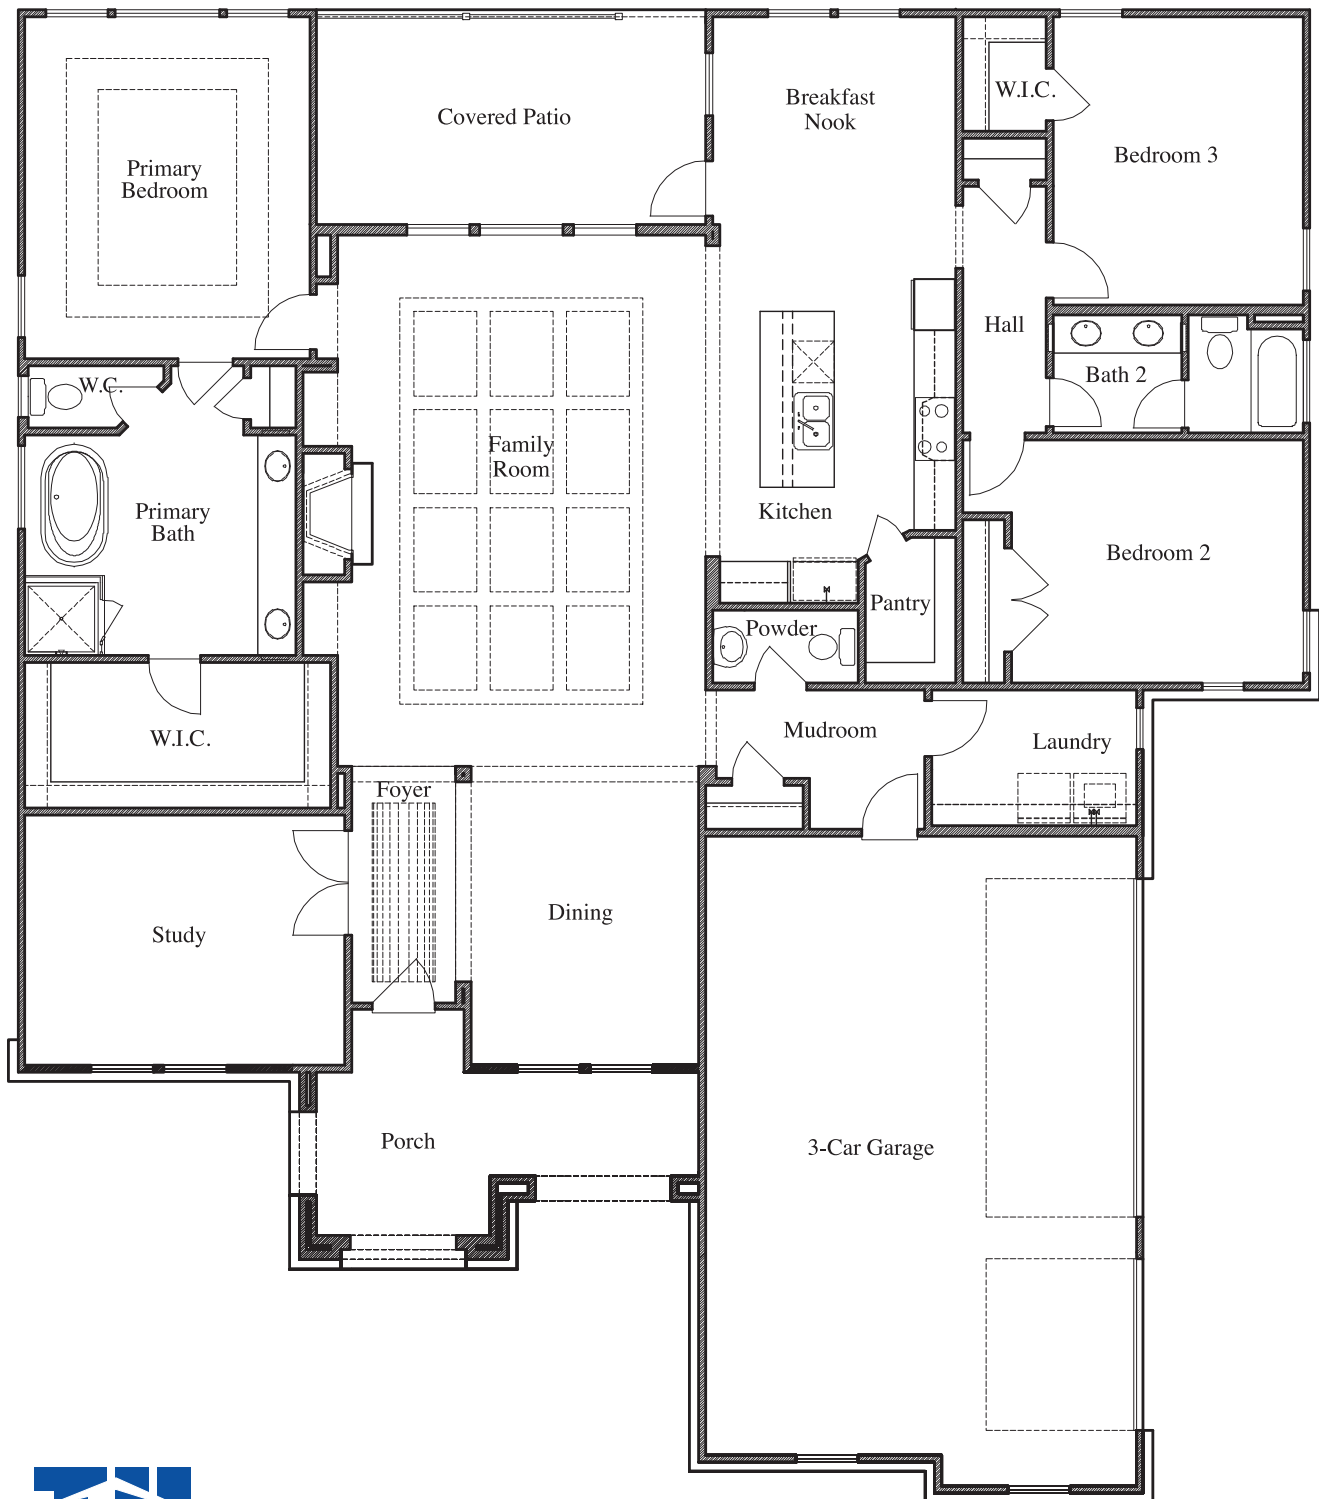 Covered Patio
Breakfast
Nook
W.I.C.
Bedroom 3
Primary
Bedroom
Hall
Bath 2
W.C.
Family
Room
Primary
Bath
Kitchen
Bedroom 2
Pantry
Powder
W.I.C.
Mudroom
Laundry
Foyer
Study
Dining
Porch
3-Car Garage